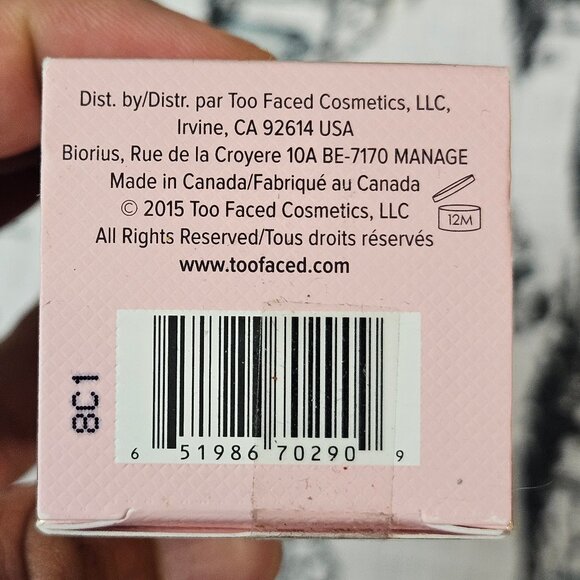 Dist. by/Distr. par Too Faced Cosmetics, LLC,
Irvine, CA 92614 USA
Biorius, Rue de la Croyere 10A BE-7170 MANAGE
Made in Canada/Fabriqué au Canada
© 2015 Too Faced Cosmetics, LLC
12M
All Rights Reserved/Tous droits réservés
www.toofaced.com
8C1
6 51986 70290 9